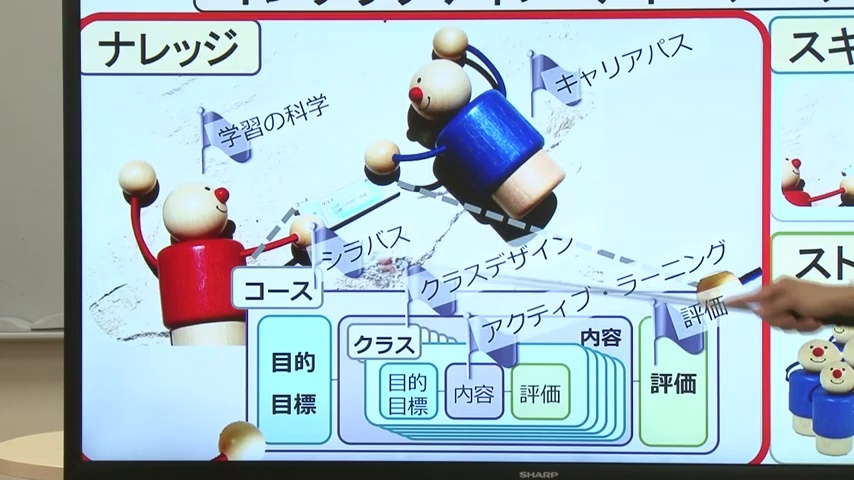 ナレッジ
スキ
キャリアパス
学習の科学
シラバス
クラスデザイン
アクティブ・ラーニング
評価
コース
クラス
内容
目的
目標
目的
目標
内容
評価
評価
スト
SHARP